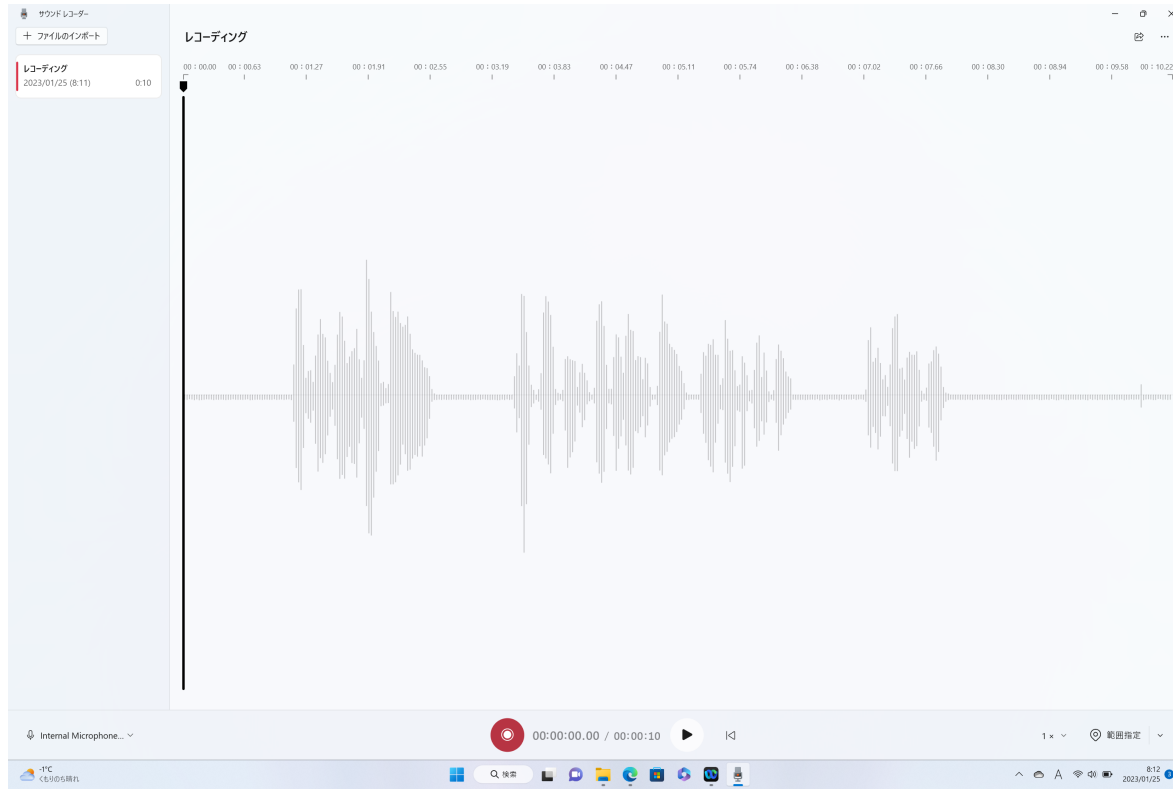 サウンド レコーダー
ファイルのインポート
レコーディング
2023/01/25 (8:11) 0:10
レコーディング
00:00.00 00:00.63 00:01.27 00:01.91 00:02.55 00:03.19 00:03.83 00:04.47 00:05.11 00:05.74 00:06.38 00:07.02 00:07.66 00:08.30 00:08.94 00:09.58 00:10.22
Internal Microphone...
00:00:00.00 / 00:00:10
1 ×
範囲指定
-1°C
くもりのち晴れ
検索
A
8:12
2023/01/25
3